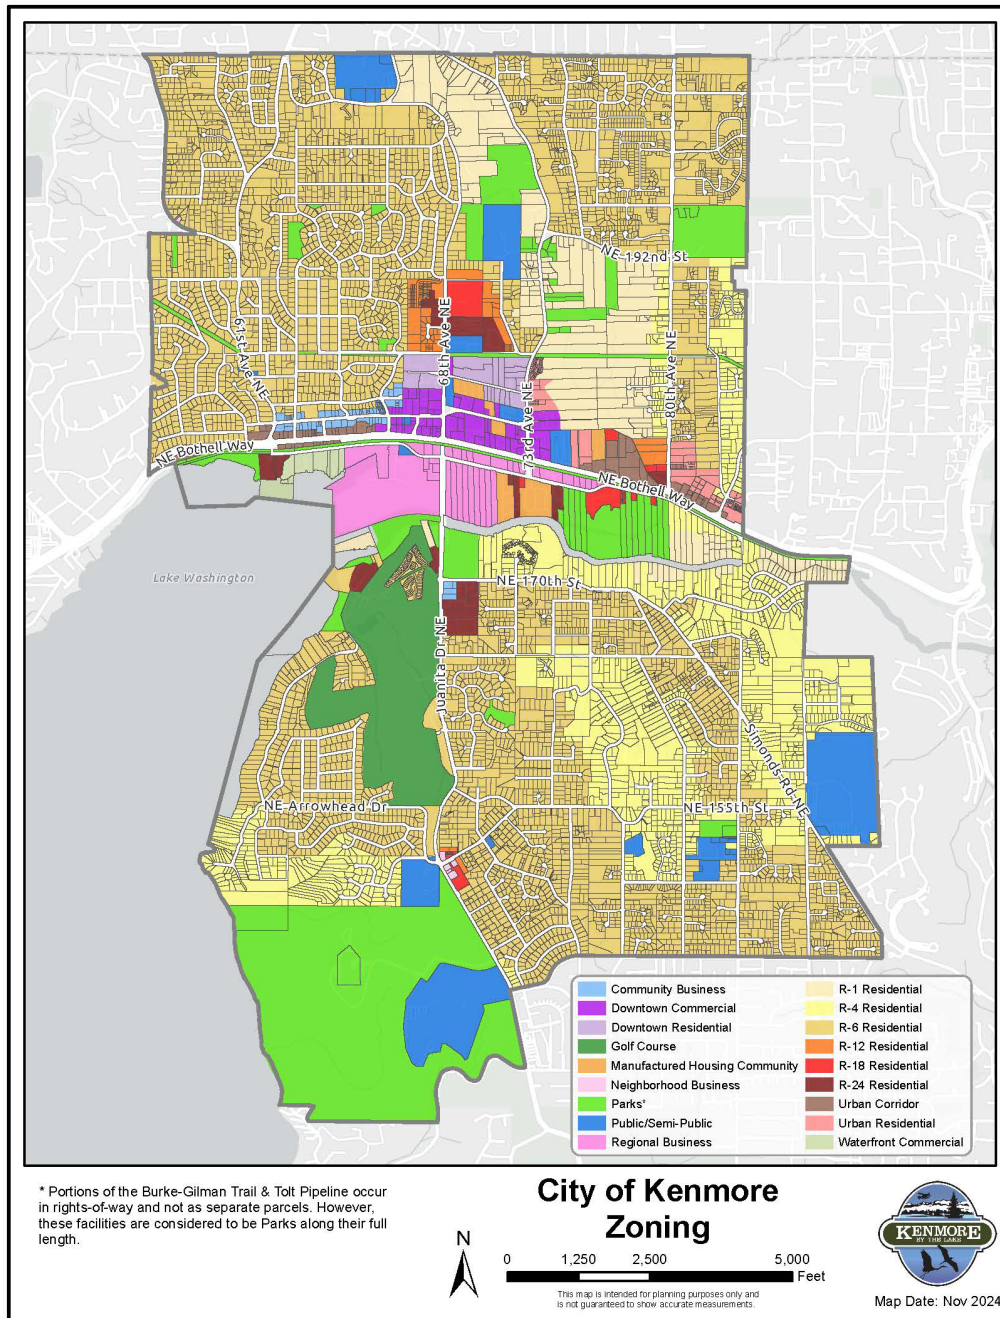 NE 192nd St
61st Ave NE
68th Ave NE
73rd Ave NE
80th Ave NE
NE Bothell Way
NE Bothell Way
Lake Washington
NE 170th St
Juanita Dr NE
Simonds Rd NE
NE Arrowhead Dr
NE 155th St
Community Business
Downtown Commercial
Downtown Residential
Golf Course
Manufactured Housing Community
Neighborhood Business
Parks*
Public/Semi-Public
Regional Business
R-1 Residential
R-4 Residential
R-6 Residential
R-12 Residential
R-18 Residential
R-24 Residential
Urban Corridor
Urban Residential
Waterfront Commercial
* Portions of the Burke-Gilman Trail & Tolt Pipeline occur
in rights-of-way and not as separate parcels. However,
these facilities are considered to be Parks along their full
length.
City of Kenmore
Zoning
N
0 1,250 2,500 5,000
Feet
This map is intended for planning purposes only and
is not guaranteed to show accurate measurements.
KENMORE
BY THE LAKE
Map Date: Nov 2024